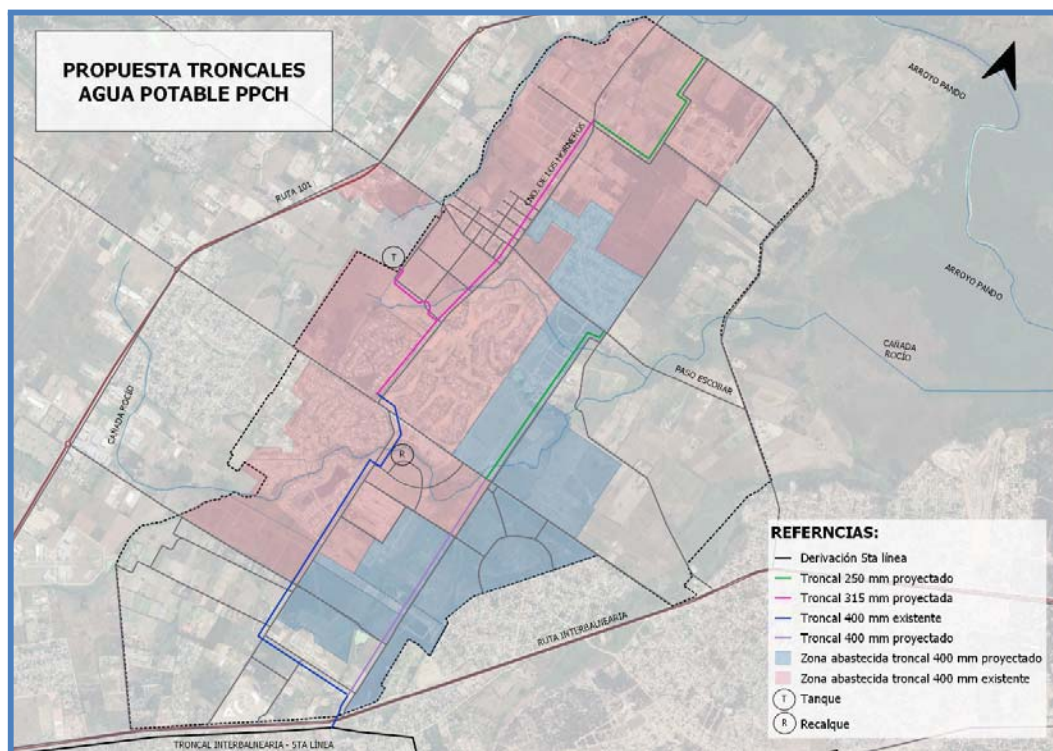 PROPUESTA TRONCALES
AGUA POTABLE PPCH
ARROYO PANDO
RUTA 101
CNO. DE LOS HORNEROS
T
ARROYO PANDO
CAÑADA
ROCÍO
PASO ESCOBAR
CAÑADA ROCIO
R
RUTA INTERBALNEARIA
TRONCAL INTERBALNEARIA - 5TA LÍNEA
REFERNCIAS:
Derivación 5ta línea
Troncal 250 mm proyectado
Troncal 315 mm proyectada
Troncal 400 mm existente
Troncal 400 mm proyectado
Zona abastecida troncal 400 mm proyectado
Zona abastecida troncal 400 mm existente
T Tanque
R Recalque